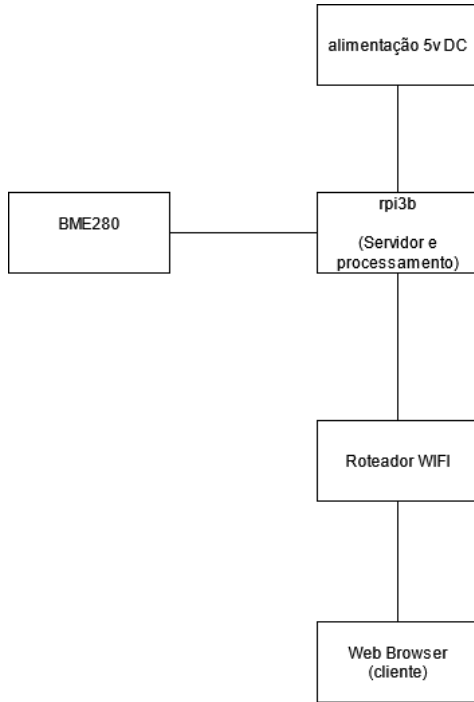 alimentação 5v DC
BME280
rpi3b
(Servidor e
processamento)
Roteador WIFI
Web Browser
(cliente)